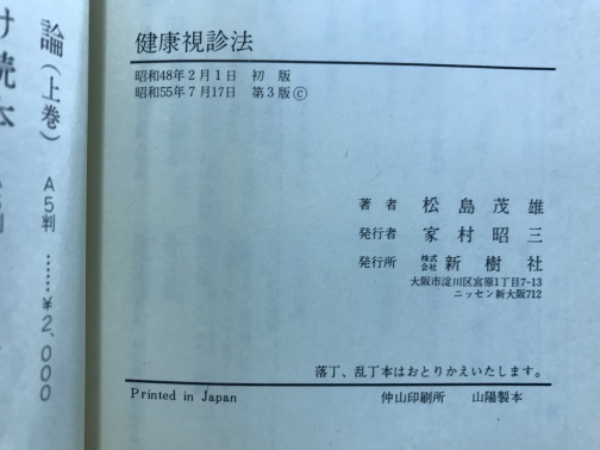 健康視診法
昭和48年2月1日 初 版
昭和55年7月17日 第3版©
著 者 松 島 茂 雄
発行者 家 村 昭 三
発行所 株式会社 新 樹 社
大阪市淀川区宮原1丁目7-13
ニッセン新大阪712
落丁、乱丁本はおとりかえいたします。
Printed in Japan 仲山印刷所 山陽製本
論(上巻) A5判 ……¥2,000
け読本